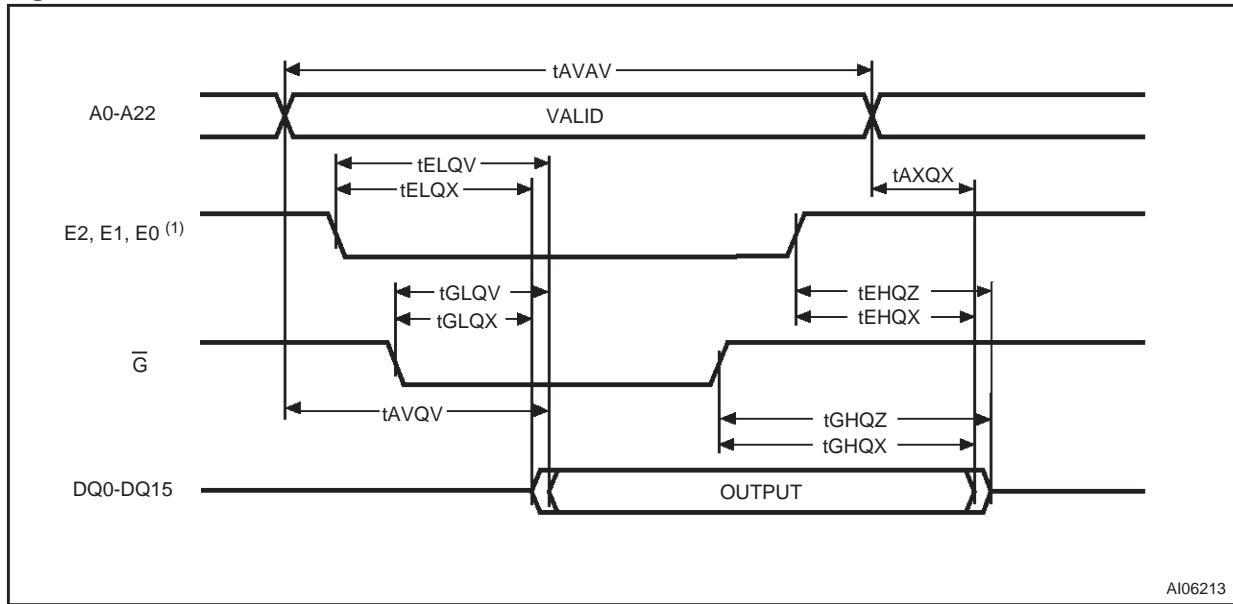 tAVAV
A0-A22
VALID
tELQV
tAXQX
tELQX
E2, E1, E0 (1)
tGLQV
tEHQZ
tGLQX
tEHQX
G̅
tAVQV
tGHQZ
tGHQX
DQ0-DQ15
OUTPUT
AI06213